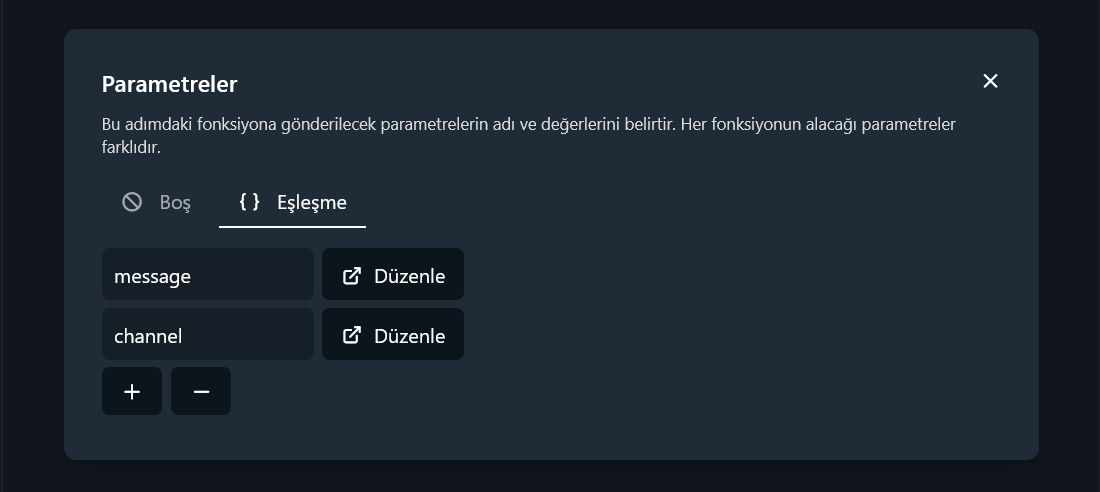 Parametreler
Bu adımdaki fonksiyona gönderilecek parametrelerin adı ve değerlerini belirtir. Her fonksiyonun alacağı parametreler
farklıdır.
Boş
{ } Eşleşme
message Düzenle
channel Düzenle